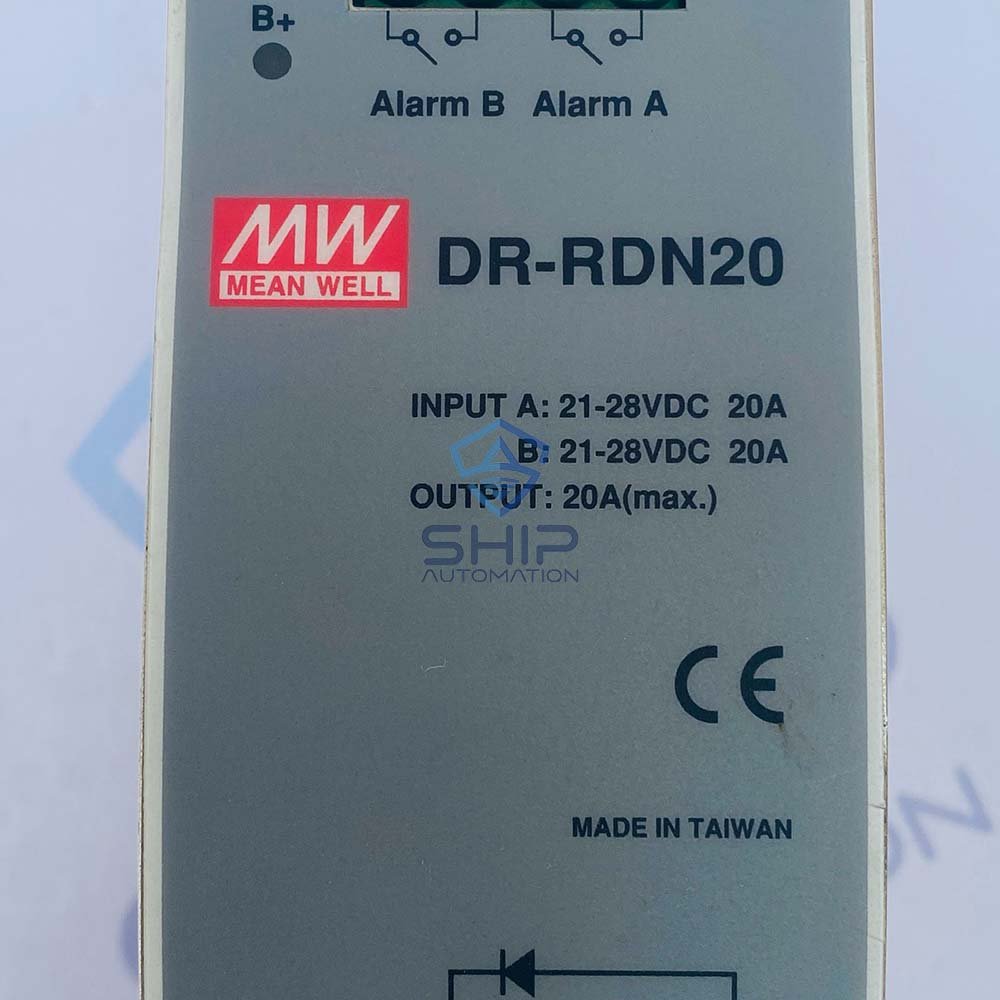 B+
Alarm B Alarm A
MW
MEAN WELL
DR-RDN20
INPUT A: 21-28VDC 20A
B: 21-28VDC 20A
OUTPUT: 20A(max.)
SHIP
AUTOMATION
CE
MADE IN TAIWAN